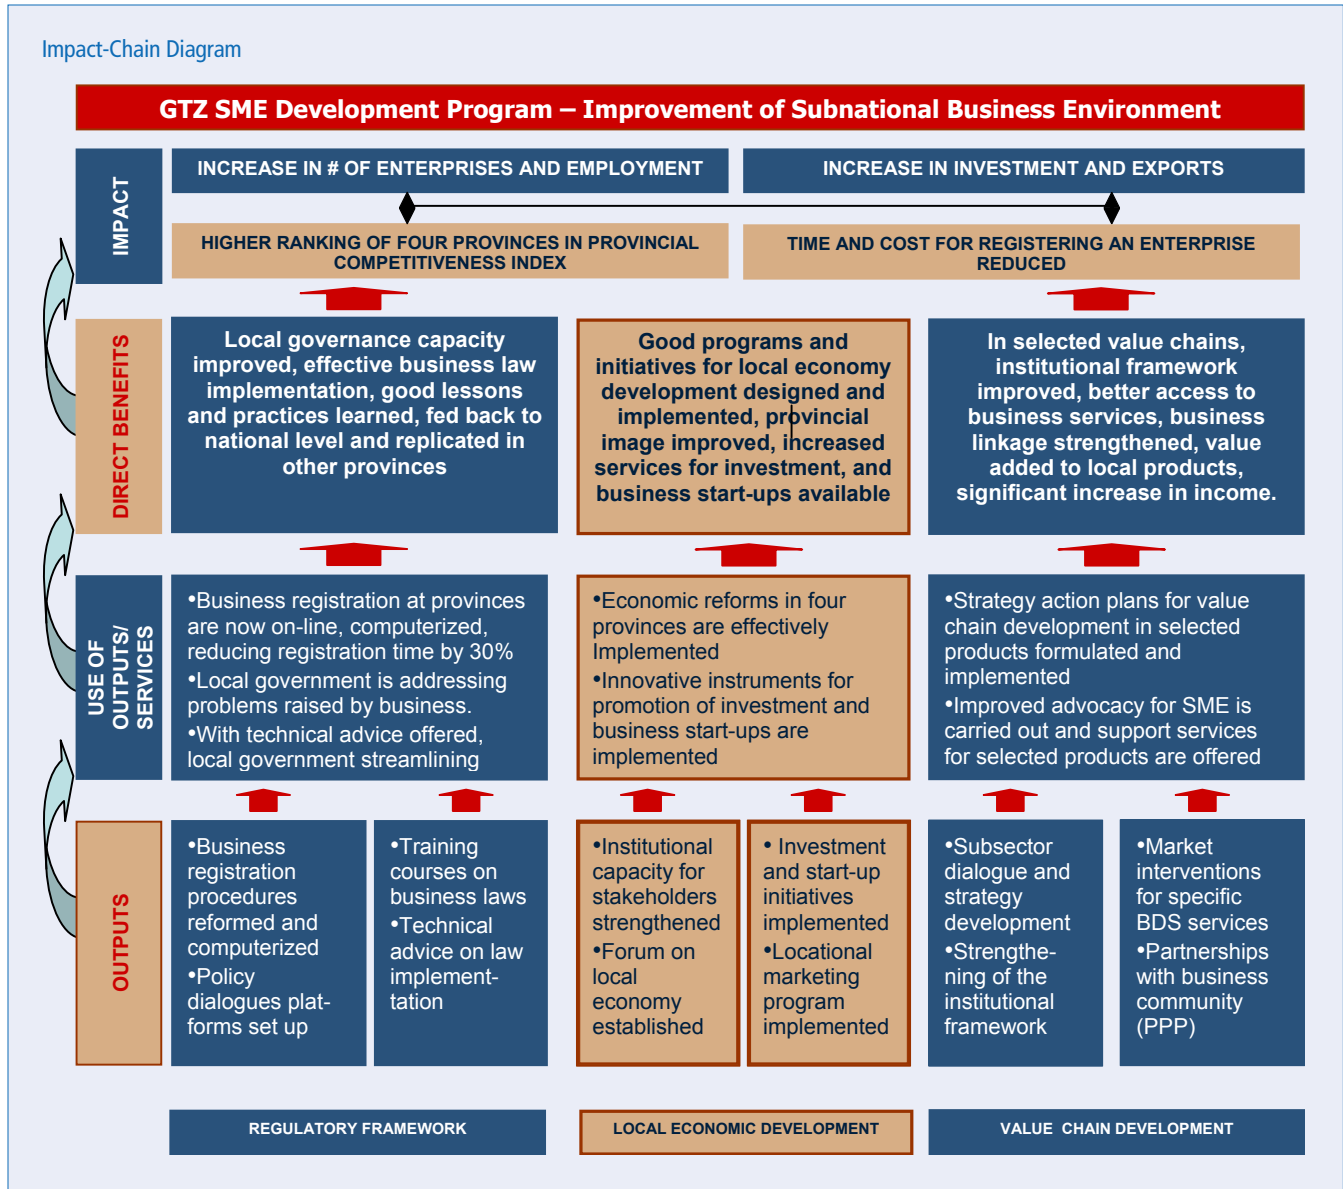 Impact-Chain Diagram
GTZ SME Development Program – Improvement of Subnational Business Environment
IMPACT
INCREASE IN # OF ENTERPRISES AND EMPLOYMENT
INCREASE IN INVESTMENT AND EXPORTS
HIGHER RANKING OF FOUR PROVINCES IN PROVINCIAL
COMPETITIVENESS INDEX
TIME AND COST FOR REGISTERING AN ENTERPRISE
REDUCED
DIRECT BENEFITS
Local governance capacity
improved, effective business law
implementation, good lessons
and practices learned, fed back to
national level and replicated in
other provinces
Good programs and
initiatives for local economy
development designed and
implemented, provincial
image improved, increased
services for investment, and
business start-ups available
In selected value chains,
institutional framework
improved, better access to
business services, business
linkage strengthened, value
added to local products,
significant increase in income.
USE OF
OUTPUTS/
SERVICES
•Business registration at provinces
are now on-line, computerized,
reducing registration time by 30%
•Local government is addressing
problems raised by business.
•With technical advice offered,
local government streamlining
•Economic reforms in four
provinces are effectively
Implemented
•Innovative instruments for
promotion of investment and
business start-ups are
implemented
•Strategy action plans for value
chain development in selected
products formulated and
implemented
•Improved advocacy for SME is
carried out and support services
for selected products are offered
OUTPUTS
•Business
registration
procedures
reformed and
computerized
•Policy
dialogues plat-
forms set up
•Training
courses on
business laws
•Technical
advice on law
implement-
tation
•Institutional
capacity for
stakeholders
strengthened
•Forum on
local
economy
established
• Investment
and start-up
initiatives
implemented
•Locational
marketing
program
implemented
•Subsector
dialogue and
strategy
development
•Strengthe-
ning of the
institutional
framework
•Market
interventions
for specific
BDS services
•Partnerships
with business
community
(PPP)
REGULATORY FRAMEWORK
LOCAL ECONOMIC DEVELOPMENT
VALUE CHAIN DEVELOPMENT